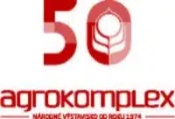 50
agrokomplex
NÁRODNÉ VÝSTAVISKO OD ROKU 1974